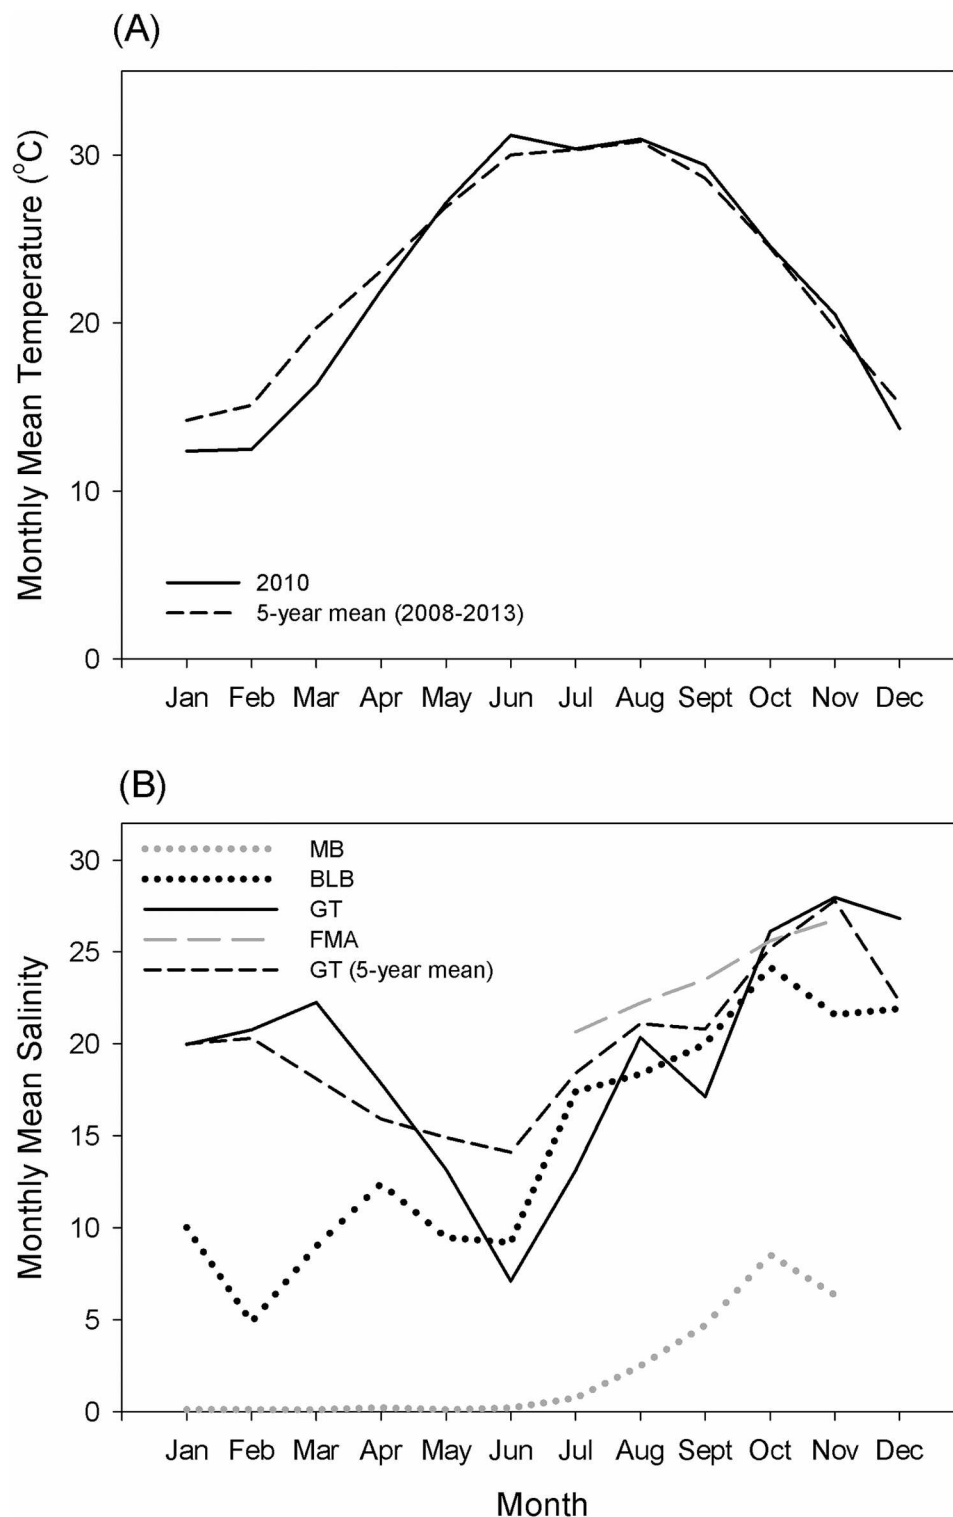 (A)
Monthly Mean Temperature (°C)
30
20
10
0
2010
5-year mean (2008-2013)
Jan Feb Mar Apr May Jun Jul Aug Sept Oct Nov Dec
(B)
Monthly Mean Salinity
30
25
20
15
10
5
0
MB
BLB
GT
FMA
GT (5-year mean)
Jan Feb Mar Apr May Jun Jul Aug Sept Oct Nov Dec
Month